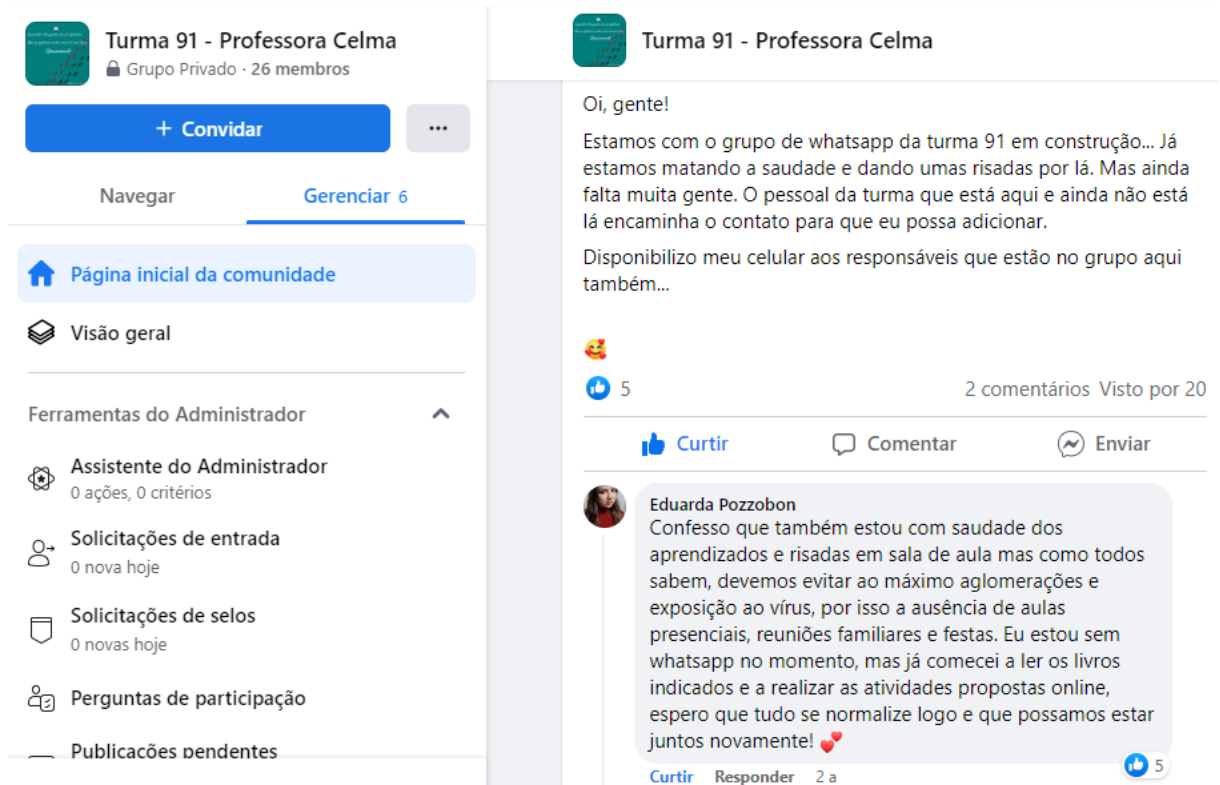 Turma 91 - Professora Celma
Grupo Privado · 26 membros
+ Convidar
Navegar
Gerenciar 6
Página inicial da comunidade
Visão geral
Ferramentas do Administrador
Assistente do Administrador
0 ações, 0 critérios
Solicitações de entrada
0 nova hoje
Solicitações de selos
0 novas hoje
Perguntas de participação
Publicações pendentes
Turma 91 - Professora Celma
Oi, gente!
Estamos com o grupo de whatsapp da turma 91 em construção... Já
estamos matando a saudade e dando umas risadas por lá. Mas ainda
falta muita gente. O pessoal da turma que está aqui e ainda não está
lá encaminha o contato para que eu possa adicionar.
Disponibilizo meu celular aos responsáveis que estão no grupo aqui
também...
5
2 comentários Visto por 20
Curtir
Comentar
Enviar
Eduarda Pozzobon
Confesso que também estou com saudade dos
aprendizados e risadas em sala de aula mas como todos
sabem, devemos evitar ao máximo aglomerações e
exposição ao vírus, por isso a ausência de aulas
presenciais, reuniões familiares e festas. Eu estou sem
whatsapp no momento, mas já comecei a ler os livros
indicados e a realizar as atividades propostas online,
espero que tudo se normalize logo e que possamos estar
juntos novamente! 💕
5
Curtir Responder 2 a